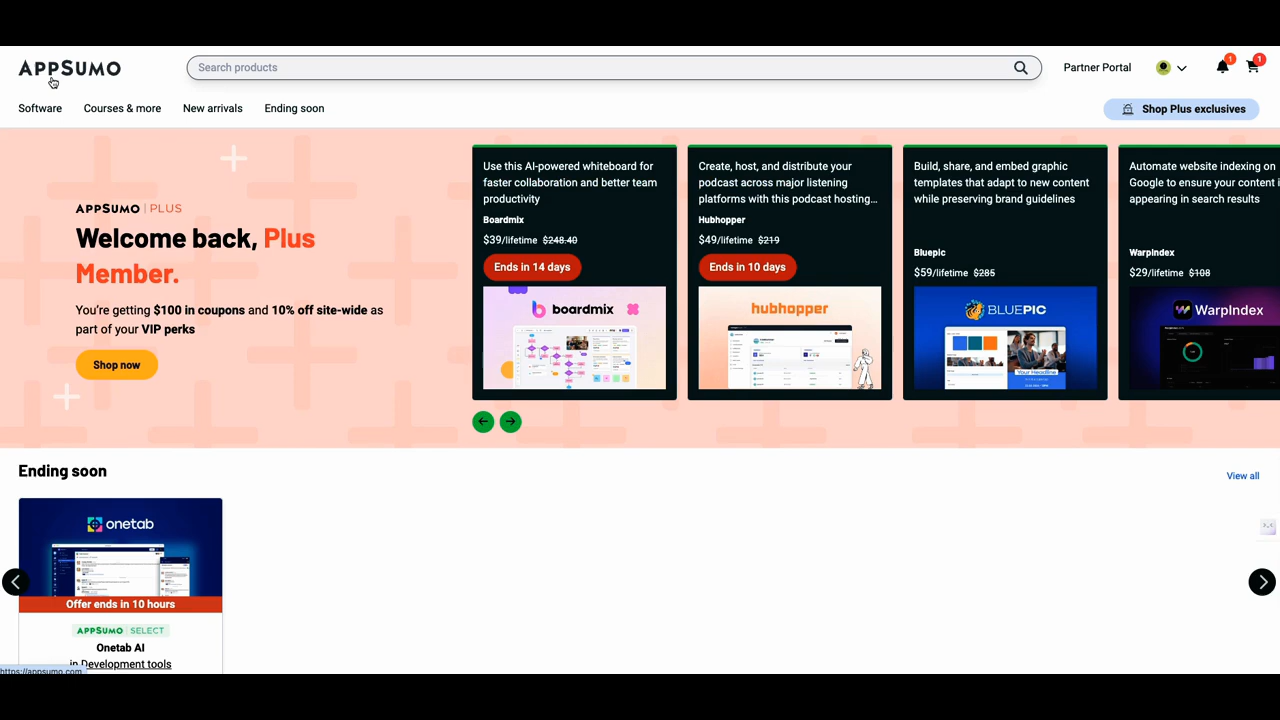 APPSUMO
Search products
Partner Portal
1
1
Software
Courses & more
New arrivals
Ending soon
Shop Plus exclusives
APPSUMO | PLUS
Welcome back, Plus
Member.
You're getting $100 in coupons and 10% off site-wide as
part of your VIP perks
Shop now
Use this AI-powered whiteboard for
faster collaboration and better team
productivity
Boardmix
$39/lifetime $248.40
Ends in 14 days
boardmix
Create, host, and distribute your
podcast across major listening
platforms with this podcast hosting...
Hubhopper
$49/lifetime $219
Ends in 10 days
hubhopper
Build, share, and embed graphic
templates that adapt to new content
while preserving brand guidelines
Bluepic
$59/lifetime $285
BLUEPIC
Your Headline
Automate website indexing on
Google to ensure your content i
appearing in search results
WarpIndex
$29/lifetime $108
WarpIndex
Ending soon
View all
onetab
Offer ends in 10 hours
APPSUMO | SELECT
Onetab AI
in Development tools
https://appsumo.com